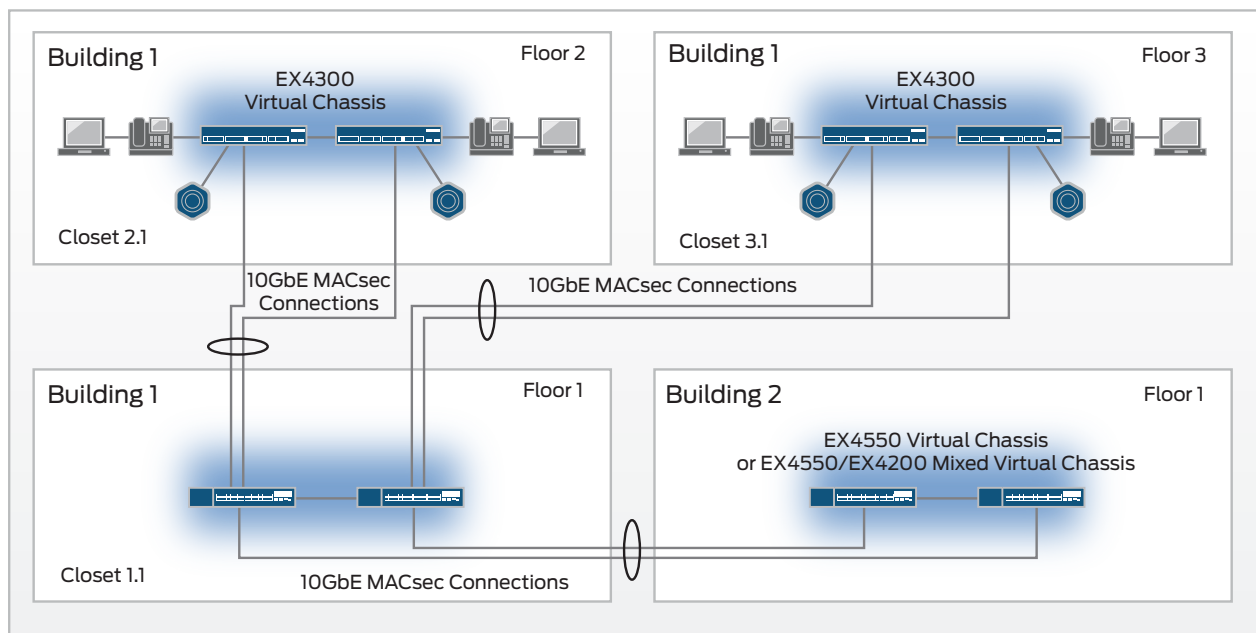 Building 1
Floor 2
EX4300
Virtual Chassis
Closet 2.1
Building 1
Floor 3
EX4300
Virtual Chassis
Closet 3.1
10GbE MACsec
Connections
10GbE MACsec Connections
Building 1
Floor 1
Closet 1.1
Building 2
Floor 1
EX4550 Virtual Chassis
or EX4550/EX4200 Mixed Virtual Chassis
10GbE MACsec Connections